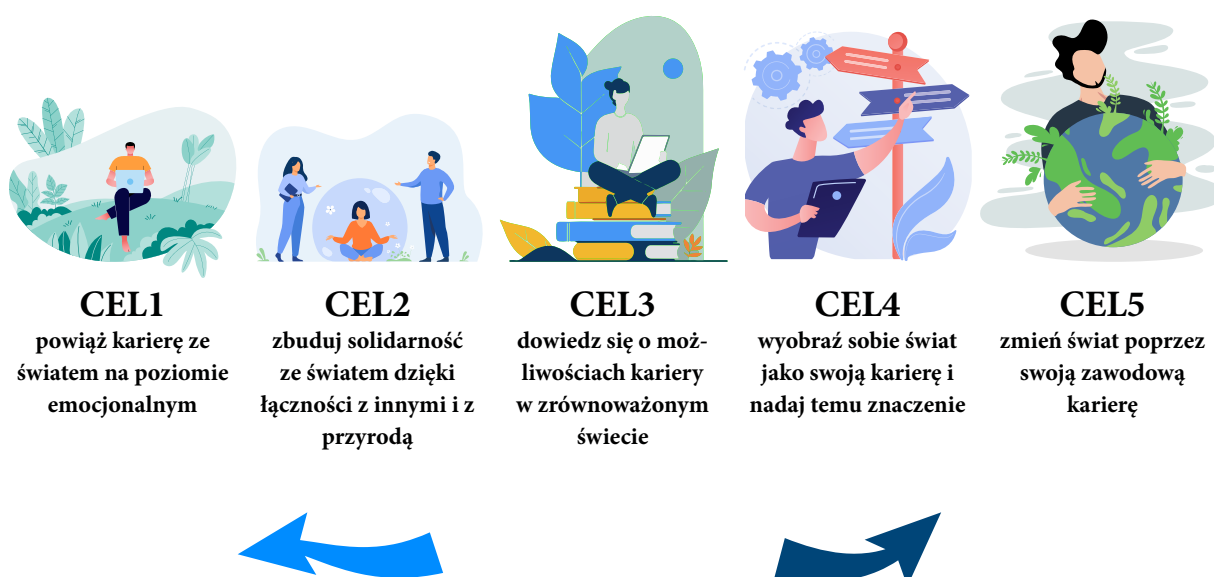 CEL1
powiąż karierę ze
światem na poziomie
emocjonalnym
CEL2
zbuduj solidarność
ze światem dzięki
łączności z innymi i z
przyrodą
CEL3
dowiedz się o moż-
liwościach kariery
w zrównoważonym
świecie
CEL4
wyobraź sobie świat
jako swoją karierę i
nadaj temu znaczenie
CEL5
zmień świat poprzez
swoją zawodową
karierę